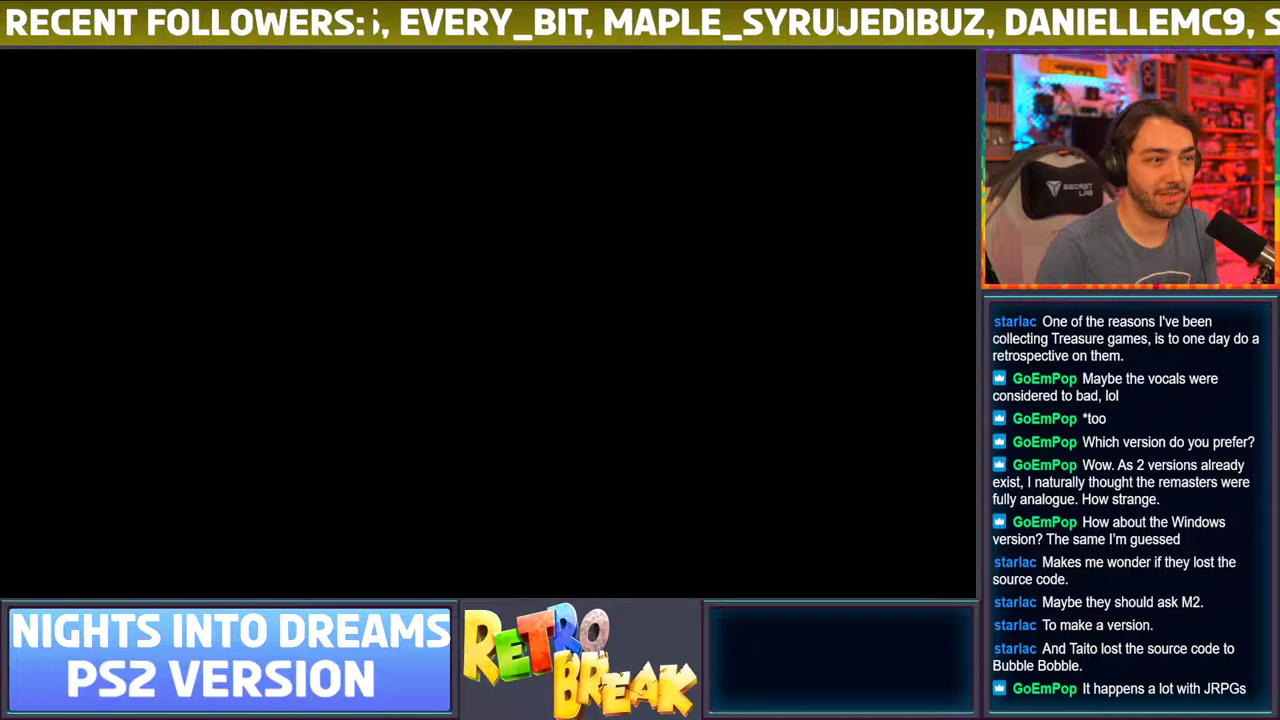 RECENT FOLLOWERS: S, EVERY_BIT, MAPLE_SYRUJEDIBUZ, DANIELLEMC9, S
SECRET
LAB
starlac One of the reasons I've been
collecting Treasure games, is to one day do a
retrospective on them.
GoEmPop Maybe the vocals were
considered to bad, lol
GoEmPop *too
GoEmPop Which version do you prefer?
GoEmPop Wow. As 2 versions already
exist, I naturally thought the remasters were
fully analogue. How strange.
GoEmPop How about the Windows
version? The same I'm guessed
starlac Makes me wonder if they lost the
source code.
starlac Maybe they should ask M2.
starlac To make a version.
starlac And Taito lost the source code to
Bubble Bobble.
GoEmPop It happens a lot with JRPGs
NIGHTS INTO DREAMS
PS2 VERSION
RETRO
BREAK